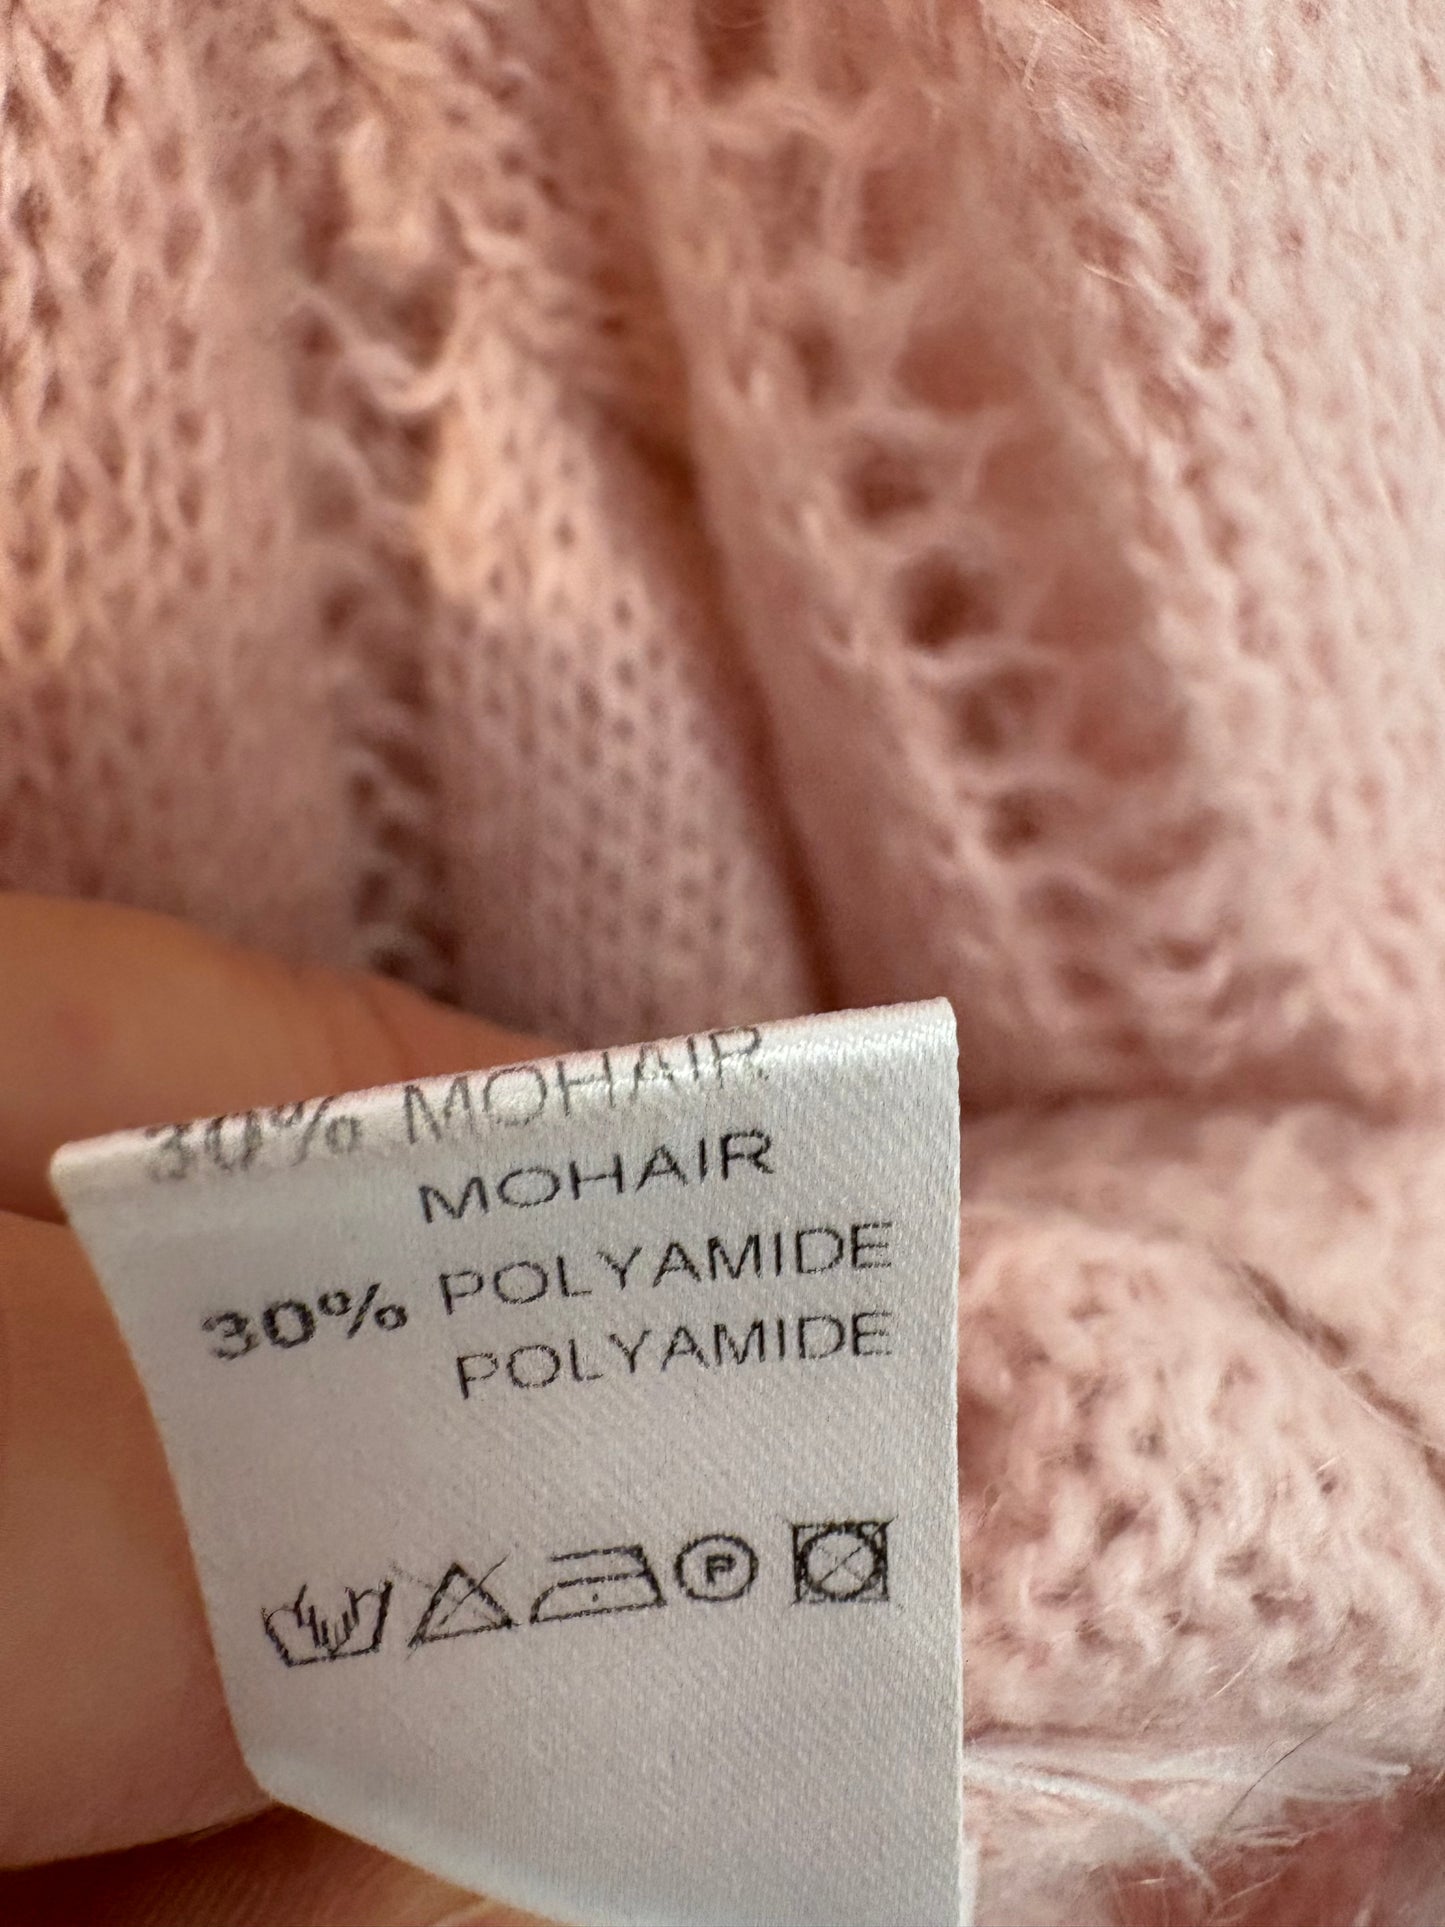 30% MOHAIR
MOHAIR
30% POLYAMIDE
POLYAMIDE
P